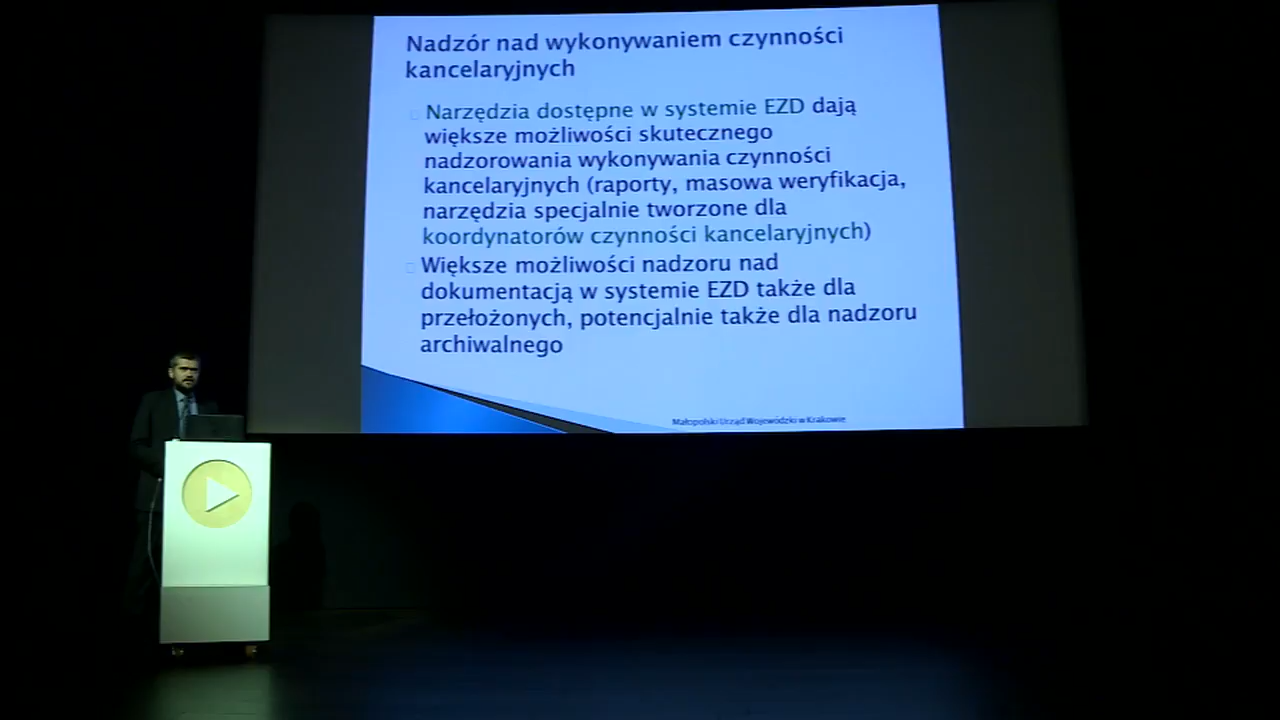 Nadzór nad wykonywaniem czynności
kancelaryjnych
Narzędzia dostępne w systemie EZD dają
większe możliwości skutecznego
nadzorowania wykonywania czynności
kancelaryjnych (raporty, masowa weryfikacja,
narzędzia specjalnie tworzone dla
koordynatorów czynności kancelaryjnych)
Większe możliwości nadzoru nad
dokumentacją w systemie EZD także dla
przełożonych, potencjalnie także dla nadzoru
archiwalnego
Małopolski Urząd Wojewódzki w Krakowie